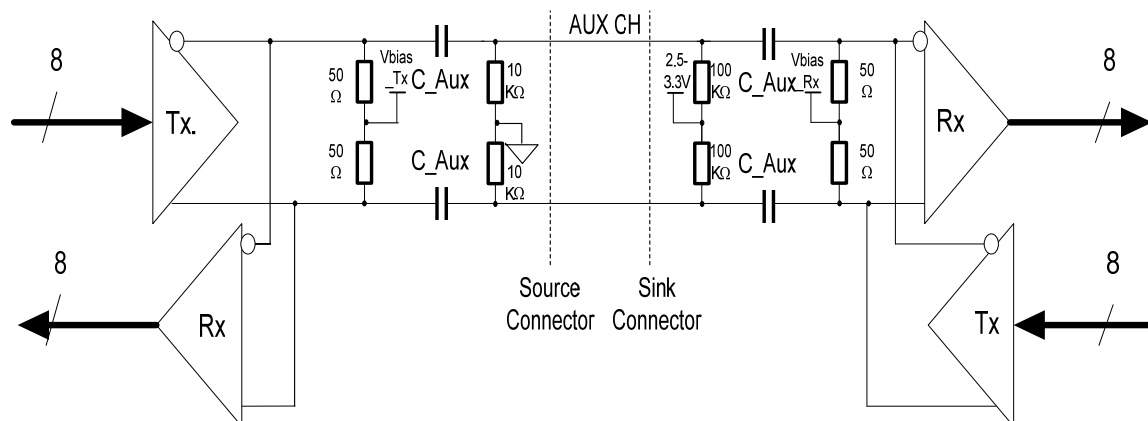 AUX CH
8
Tx.
50
Ω
Vbias
_Tx
C_Aux
10
KΩ
2.5-
3.3V
100
KΩ
C_Aux
Vbias
_Rx
50
Ω
Rx
8
50
Ω
C_Aux
10
KΩ
100
KΩ
C_Aux
50
Ω
8
Rx
Source
Connector
Sink
Connector
Tx
8